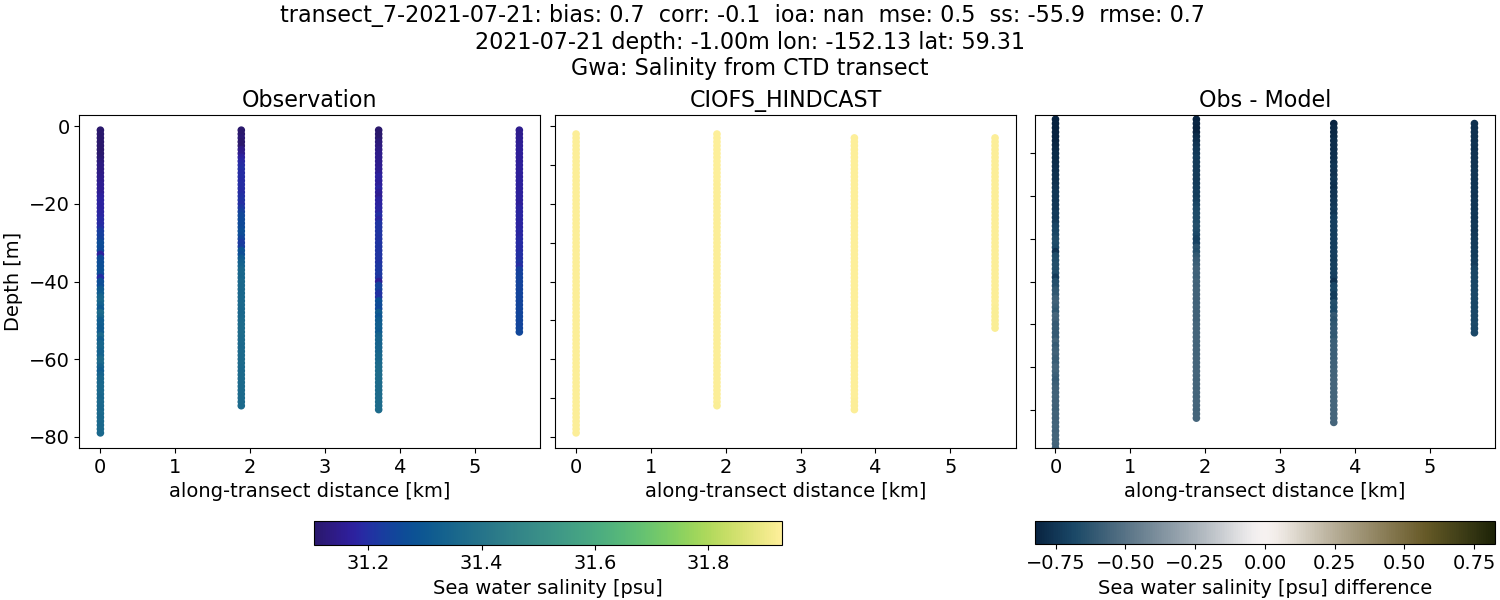 transect_7-2021-07-21: bias: 0.7  corr: -0.1  ioa: nan  mse: 0.5  ss: -55.9  rmse: 0.7
2021-07-21 depth: -1.00m lon: -152.13 lat: 59.31
Gwa: Salinity from CTD transect
Observation
CIOFS_HINDCAST
Obs - Model
Depth [m]
0
−20
−40
−60
−80
0 1 2 3 4 5
0 1 2 3 4 5
0 1 2 3 4 5
along-transect distance [km]
along-transect distance [km]
along-transect distance [km]
31.2 31.4 31.6 31.8
Sea water salinity [psu]
−0.75 −0.50 −0.25 0.00 0.25 0.50 0.75
Sea water salinity [psu] difference